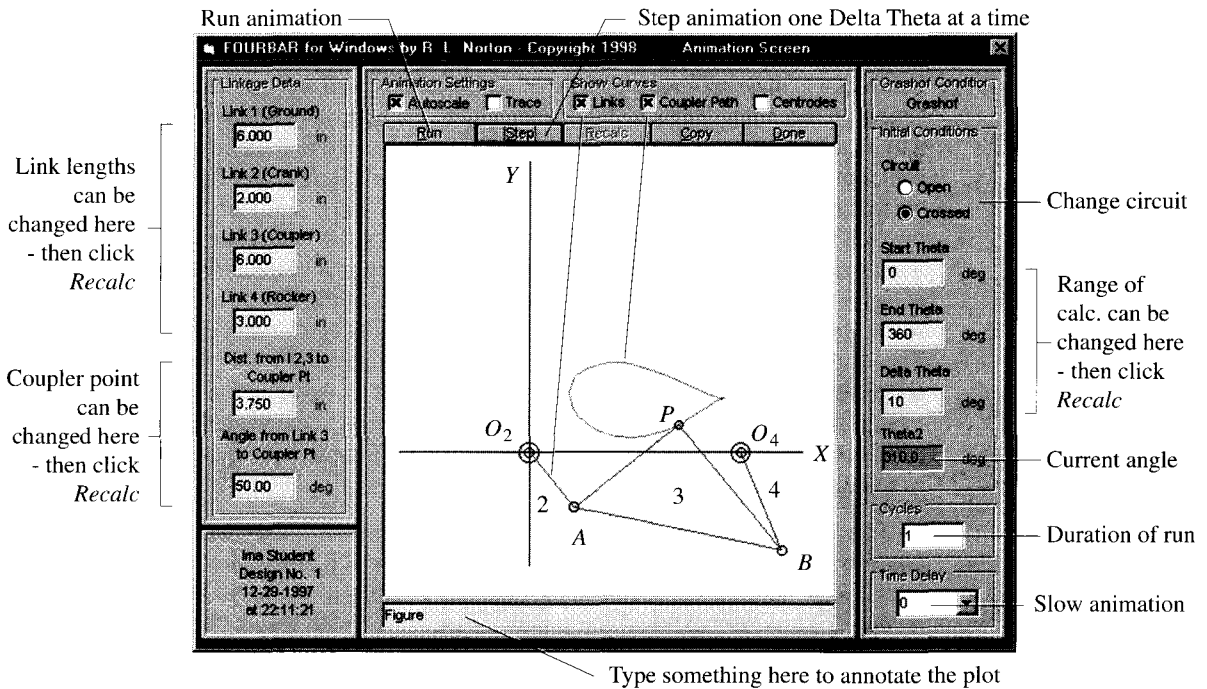 Run animation
Step animation one Delta Theta at a time
FOURBAR for Windows by R. L. Norton - Copyright 1998 Animation Screen
Linkage Data
Link 1 (Ground)
6.000 in
Link 2 (Crank)
2.000 in
Link 3 (Coupler)
6.000 in
Link 4 (Rocker)
3.000 in
Dist. from I 2,3 to
Coupler Pt
3.750 in
Angle from Link 3
to Coupler Pt
50.00 deg
Ima Student
Design No. 1
12-29-1997
at 22:11:21
Link lengths
can be
changed here
- then click
Recalc
Coupler point
can be
changed here
- then click
Recalc
Animation Settings
Autoscale Trace
Show Curves
Links Coupler Path Centrodes
Run Step Recalc Copy Done
Y
O2
P
O4
X
2
3
4
A
B
Figure
Grashof Condition
Grashof
Initial Conditions
Circuit
Open
Crossed
Start Theta
0 deg
End Theta
360 deg
Delta Theta
10 deg
Theta2
310.0 deg
Cycles
1
Time Delay
0
Change circuit
Range of
calc. can be
changed here
- then click
Recalc
Current angle
Duration of run
Slow animation
Type something here to annotate the plot